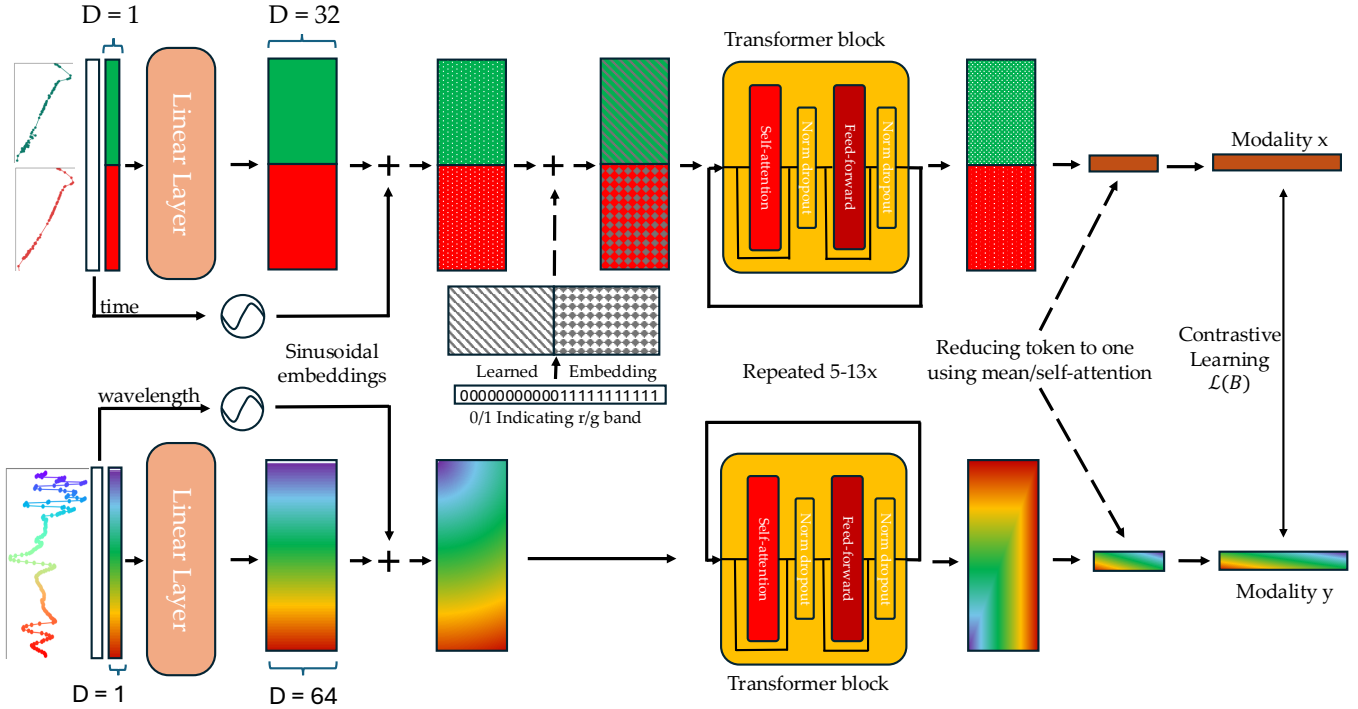 D = 1
D = 32
Transformer block
Linear Layer
Self-attention
Norm dropout
Feed-forward
Norm dropout
Modality x
time
Sinusoidal
embeddings
Learned Embedding
000000000011111111111
0/1 Indicating r/g band
Repeated 5-13x
Reducing token to one
using mean/self-attention
Contrastive
Learning
ℒ(B)
wavelength
Linear Layer
Self-attention
Norm dropout
Feed-forward
Norm dropout
Modality y
D = 1
D = 64
Transformer block